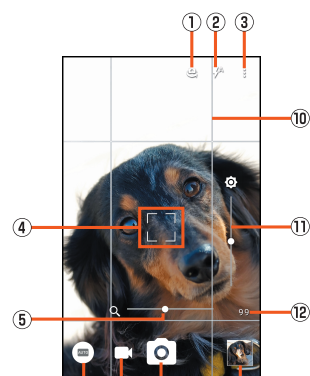 ① ② ③
⑩
④ ⑪
99 ⑫
⑤